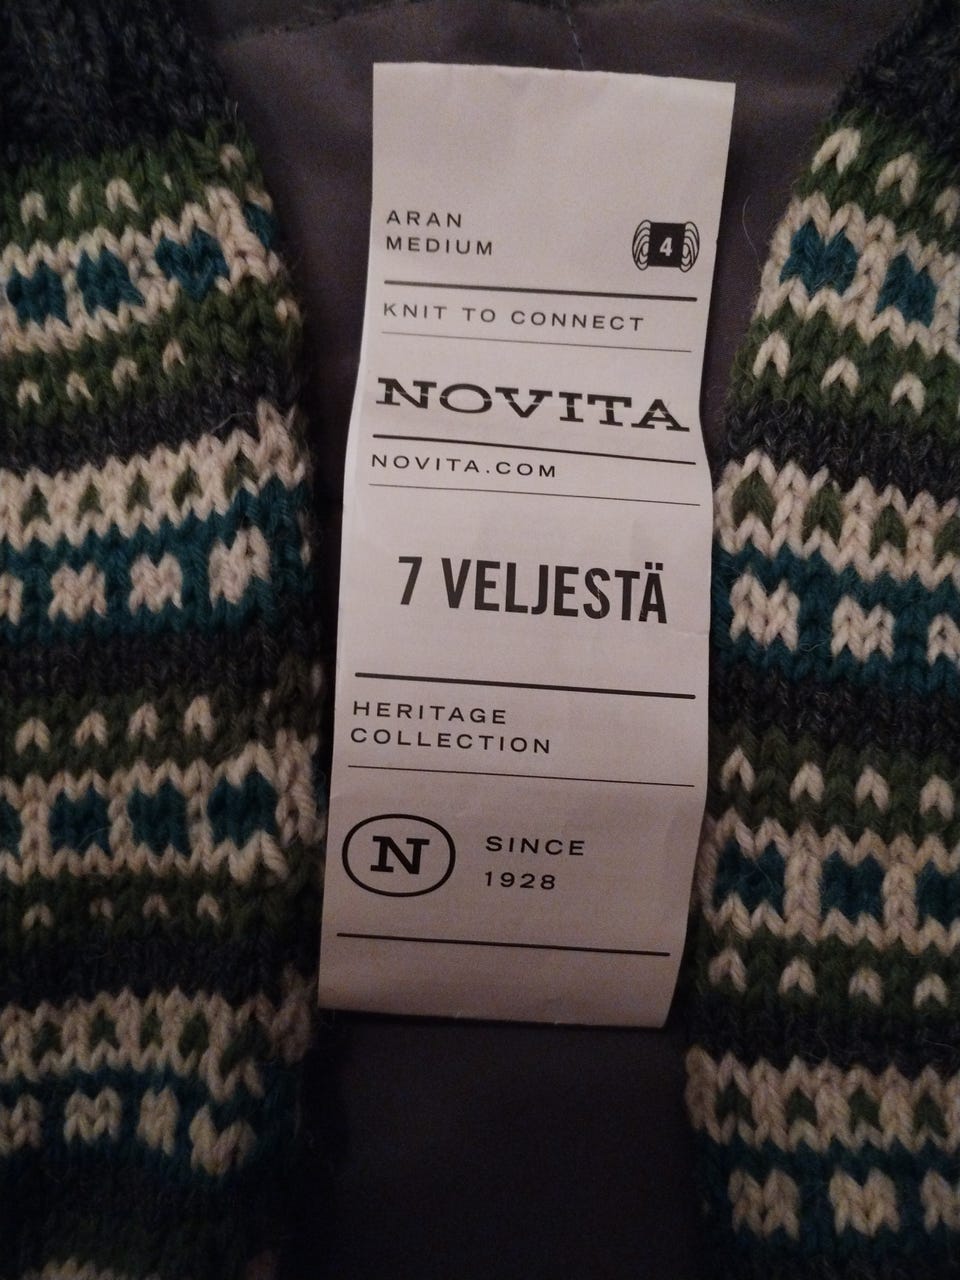 ARAN
MEDIUM
4
KNIT TO CONNECT
NOVITA
NOVITA.COM
7 VELJESTÄ
HERITAGE
COLLECTION
N
SINCE
1928